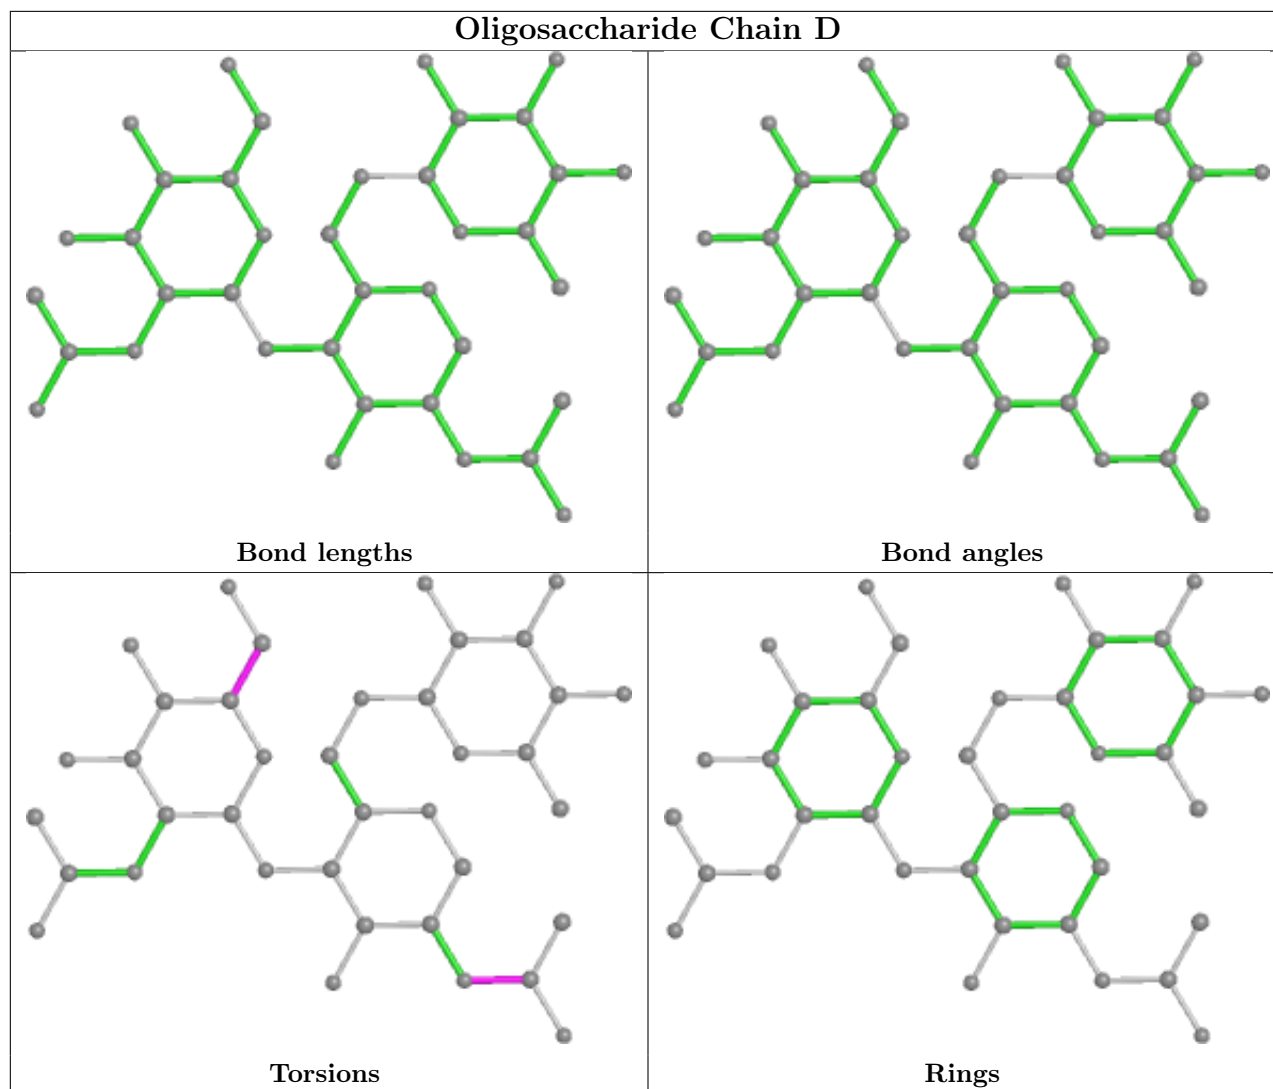 Oligosaccharide Chain D
Bond lengths
Bond angles
Torsions
Rings